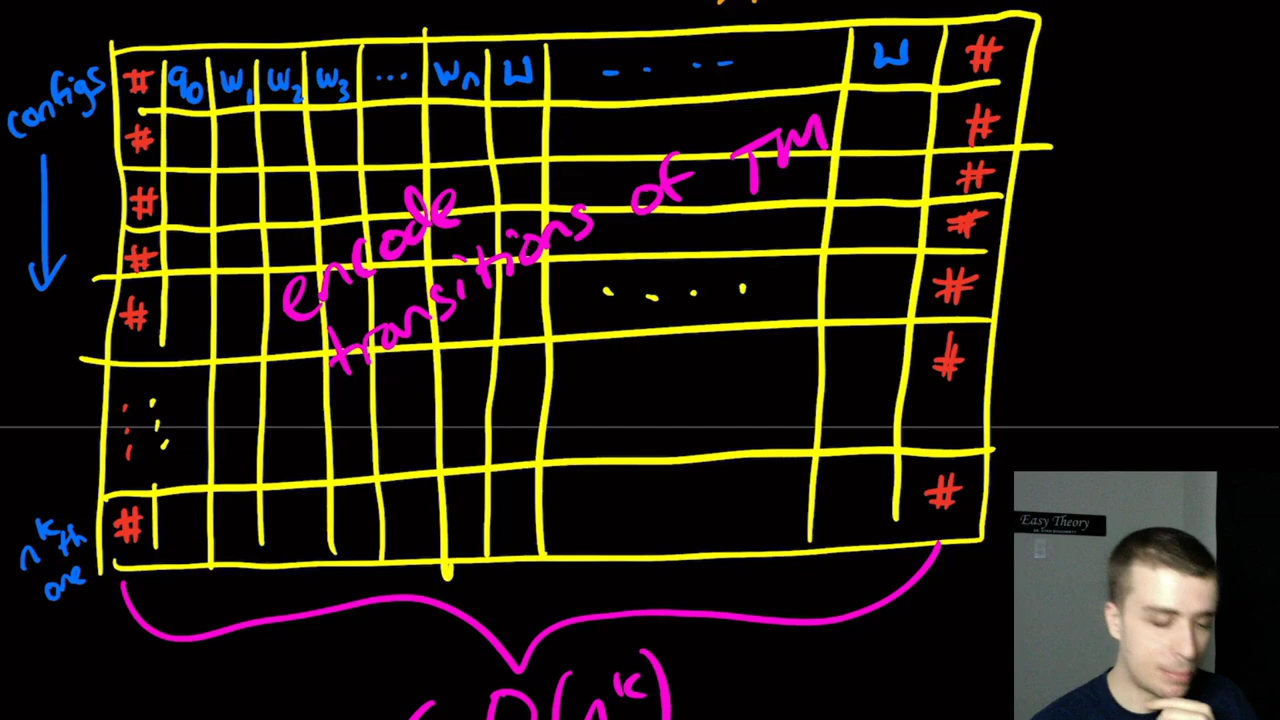 configs
# q0 w1 w2 w3 ... wn ⊔ - - - - ⊔ #
# #
# #
# #
# #
encode
transitions of TM
. . . .
#
n^k th
one
# #
Easy Theory
O(n^k)